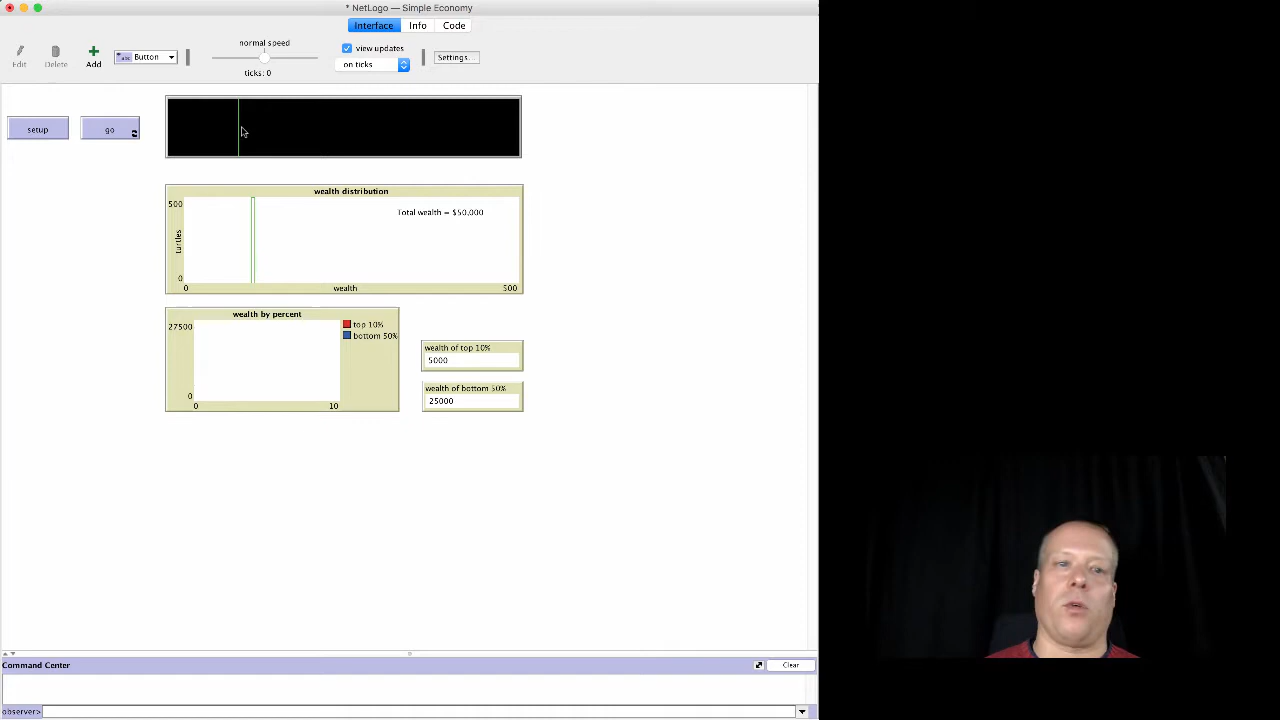 * NetLogo — Simple Economy
Interface Info Code
Edit Delete Add
abc Button
normal speed
ticks: 0
view updates
on ticks
Settings...
setup go
wealth distribution
500
turtles
0
Total wealth = $50,000
0 wealth 500
wealth by percent
27500
0
0 10
top 10%
bottom 50%
wealth of top 10%
5000
wealth of bottom 50%
25000
Command Center Clear
observer>